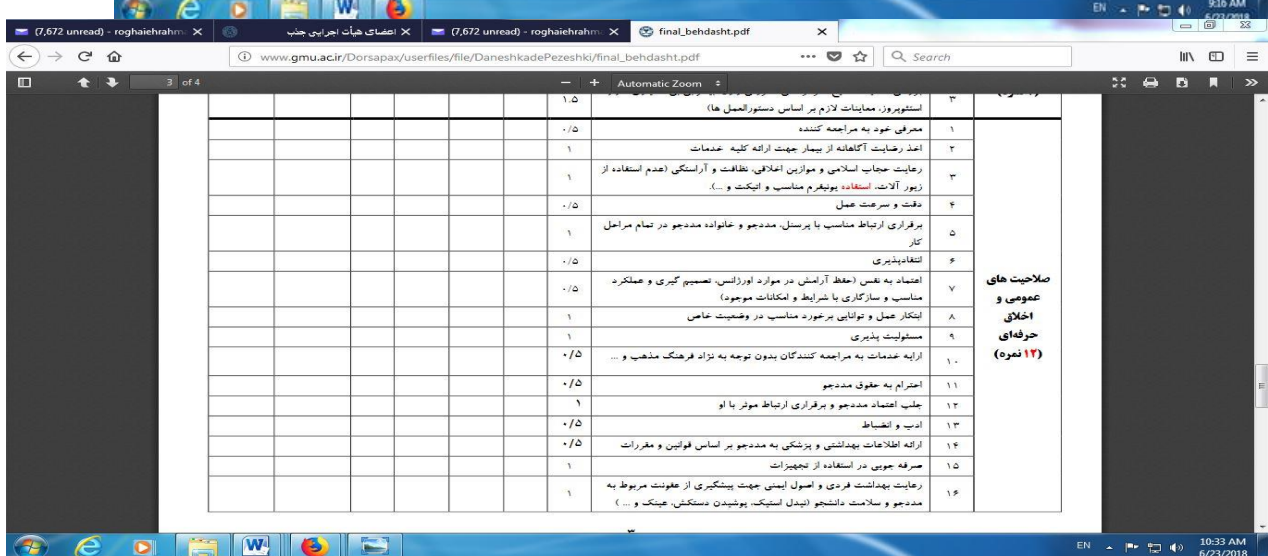 EN 9:16 AM
6/23/2018
(7,672 unread) - roghaiehrahm
اعضای هیأت اجرایی جذب
(7,672 unread) - roghaiehrahm
final_behdasht.pdf
www.gmu.ac.ir/Dorsapax/userfiles/file/DaneshkadePezeshki/final_behdasht.pdf
Search
3 of 4
Automatic Zoom
۳ ۱.۵
استئوپروز، معاینات لازم بر اساس دستورالعمل ها)
۱ معرفی خود به مراجعه کننده ۰/۵
۲ اخذ رضایت آگاهانه از بیمار جهت ارائه کلیه خدمات ۱
۳ رعایت حجاب اسلامی و موازین اخلاقی، نظافت و آراستگی (عدم استفاده از ۱
زیور آلات، استفاده یونیفرم مناسب و اتیکت و ...).
۴ دقت و سرعت عمل ۰/۵
۵ برقراری ارتباط مناسب با پرسنل، مددجو و خانواده مددجو در تمام مراحل ۱
کار
۶ انتقادپذیری ۰/۵
صلاحیت های
عمومی و
اخلاق
حرفه‌ای
(۱۲ نمره)
۷ اعتماد به نفس (حفظ آرامش در موارد اورژانس، تصمیم گیری و عملکرد ۰/۵
مناسب و سازگاری با شرایط و امکانات موجود)
۸ ابتکار عمل و توانایی برخورد مناسب در وضعیت خاص ۱
۹ مسئولیت پذیری ۱
۱۰ ارایه خدمات به مراجعه کنندگان بدون توجه به نژاد فرهنگ مذهب و ... ۰/۵
۱۱ احترام به حقوق مددجو ۰/۵
۱۲ جلب اعتماد مددجو و برقراری ارتباط موثر با او ۱
۱۳ ادب و انضباط ۰/۵
۱۴ ارائه اطلاعات بهداشتی و پزشکی به مددجو بر اساس قوانین و مقررات ۰/۵
۱۵ صرفه جویی در استفاده از تجهیزات ۱
۱۶ رعایت بهداشت فردی و اصول ایمنی جهت پیشگیری از عفونت مربوط به ۱
مددجو و سلامت دانشجو (نیدل استیک، پوشیدن دستکش، عینک و ... )
EN 10:33 AM
6/23/2018